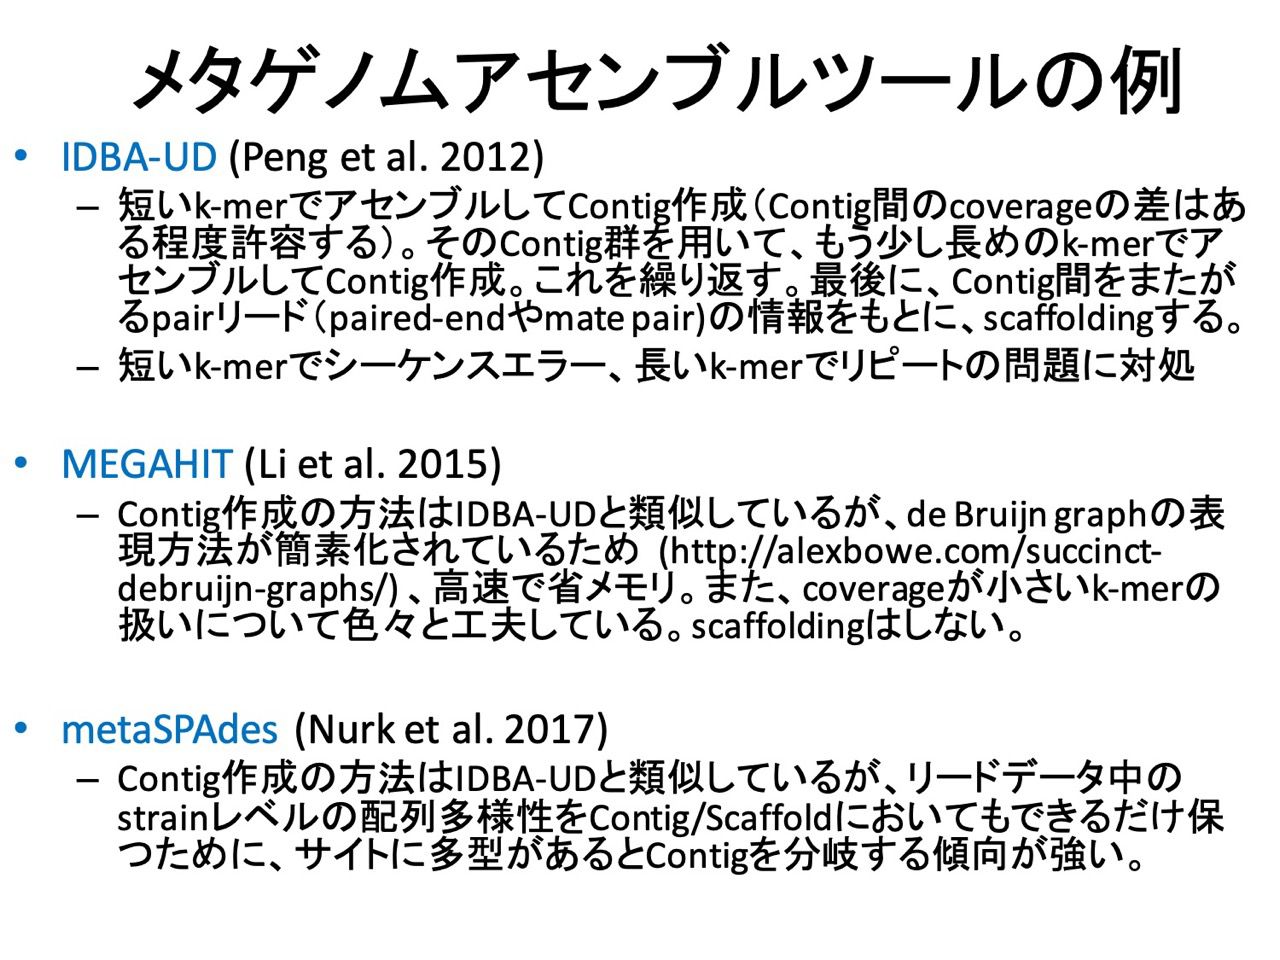 メタゲノムアセンブルツールの例
• IDBA-UD (Peng et al. 2012)
– 短いk-merでアセンブルしてContig作成（Contig間のcoverageの差はあ
る程度許容する）。そのContig群を用いて、もう少し長めのk-merでア
センブルしてContig作成。これを繰り返す。最後に、Contig間をまたが
るpairリード（paired-endやmate pair)の情報をもとに、scaffoldingする。
– 短いk-merでシーケンスエラー、長いk-merでリピートの問題に対処
• MEGAHIT (Li et al. 2015)
– Contig作成の方法はIDBA-UDと類似しているが、de Bruijn graphの表
現方法が簡素化されているため (http://alexbowe.com/succinct-
debruijn-graphs/) 、高速で省メモリ。また、coverageが小さいk-merの
扱いについて色々と工夫している。scaffoldingはしない。
• metaSPAdes (Nurk et al. 2017)
– Contig作成の方法はIDBA-UDと類似しているが、リードデータ中の
strainレベルの配列多様性をContig/Scaffoldにおいてもできるだけ保
つために、サイトに多型があるとContigを分岐する傾向が強い。